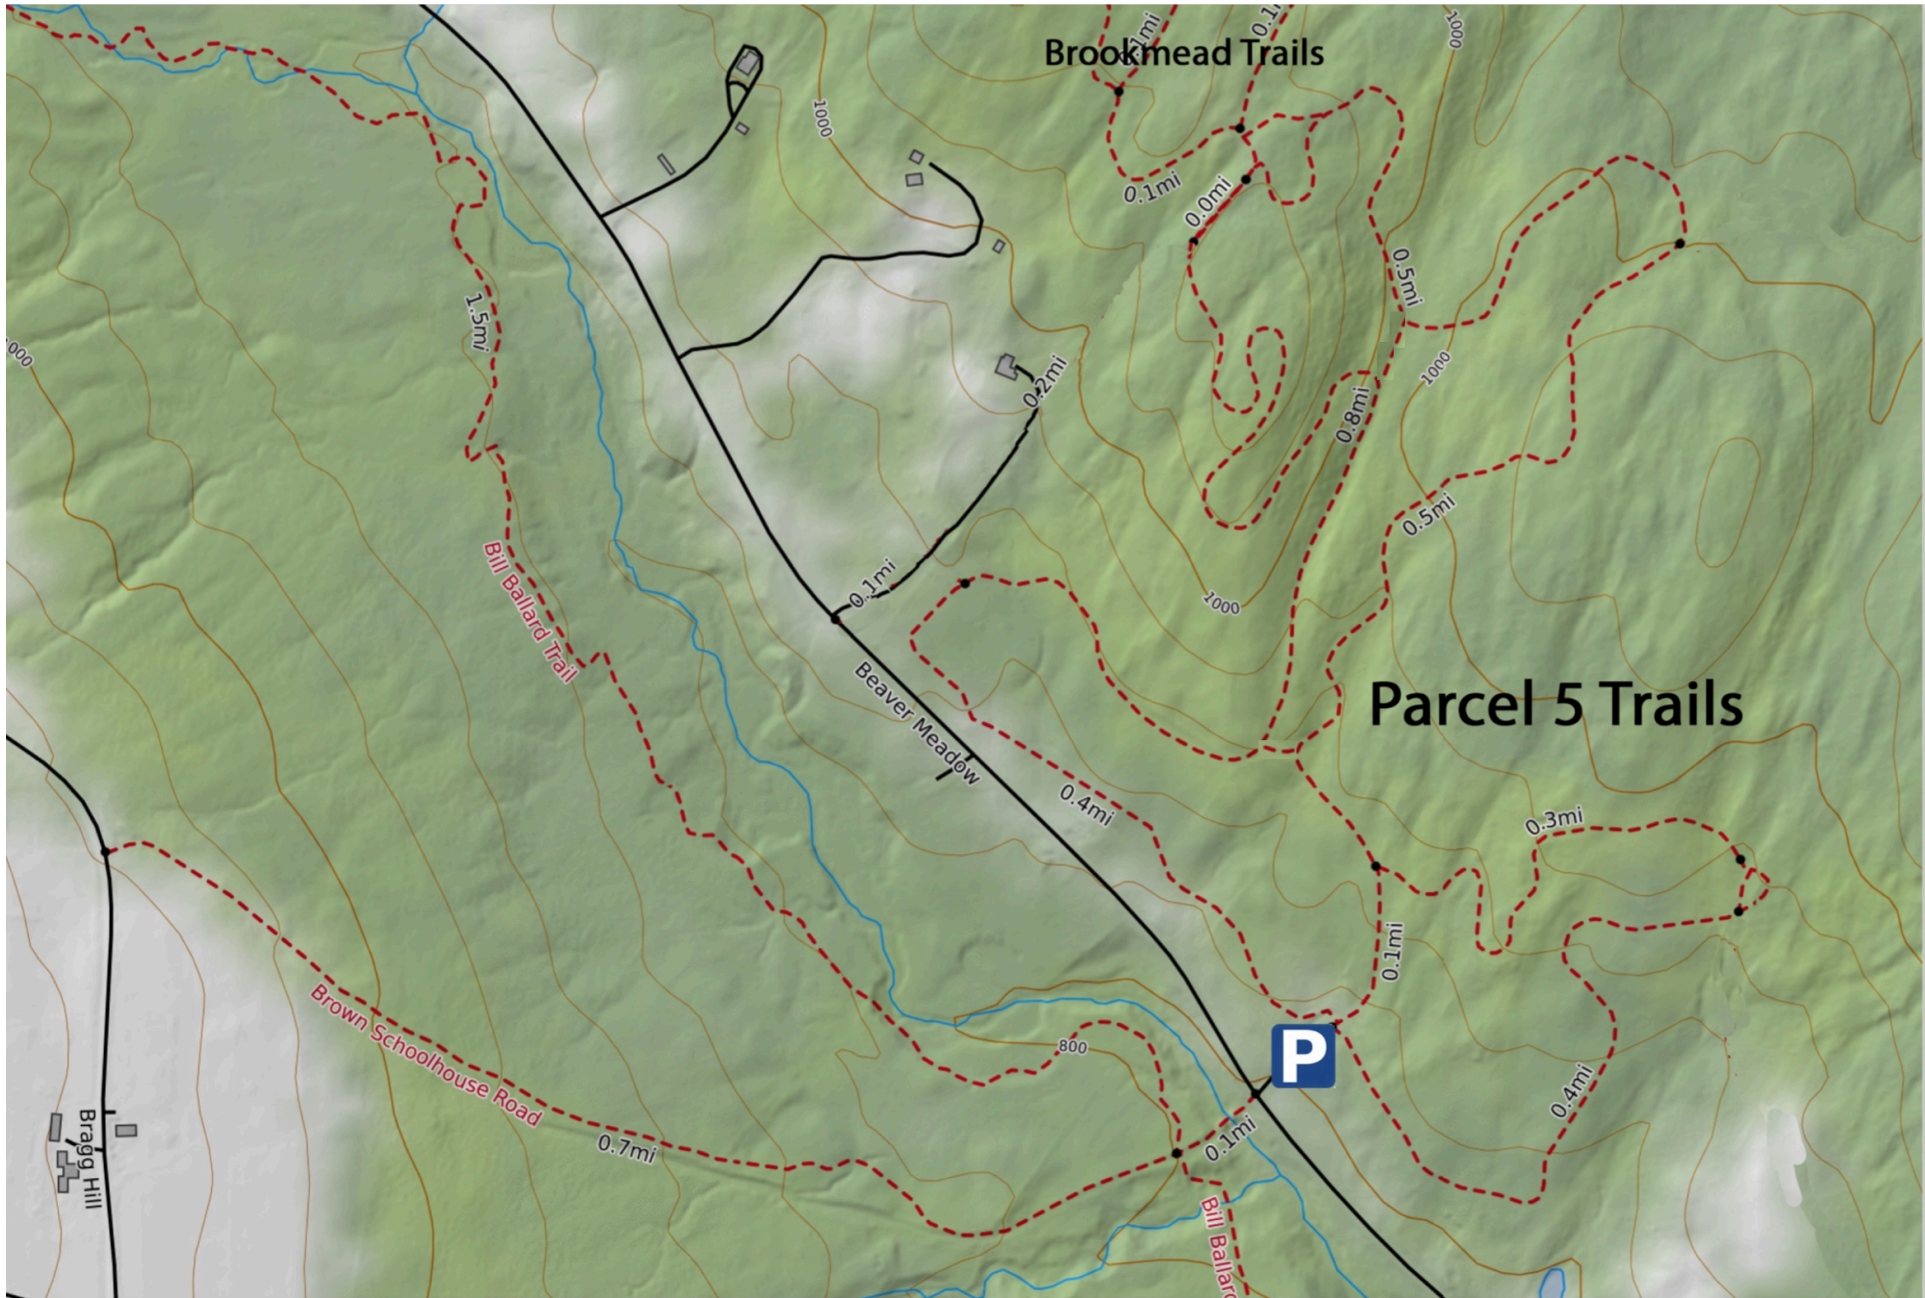 0.1mi
1000
Brookmead Trails
1000
0.1mi
0.0mi
0.5mi
1.5mi
1000
0.2mi
0.8mi
0.5mi
Bill Ballard Trail
0.1mi
1000
Beaver Meadow
Parcel 5 Trails
0.4mi
0.3mi
0.1mi
Brown Schoolhouse Road
800
P
0.4mi
0.7mi
0.1mi
Bragg Hill
Bill Ballard